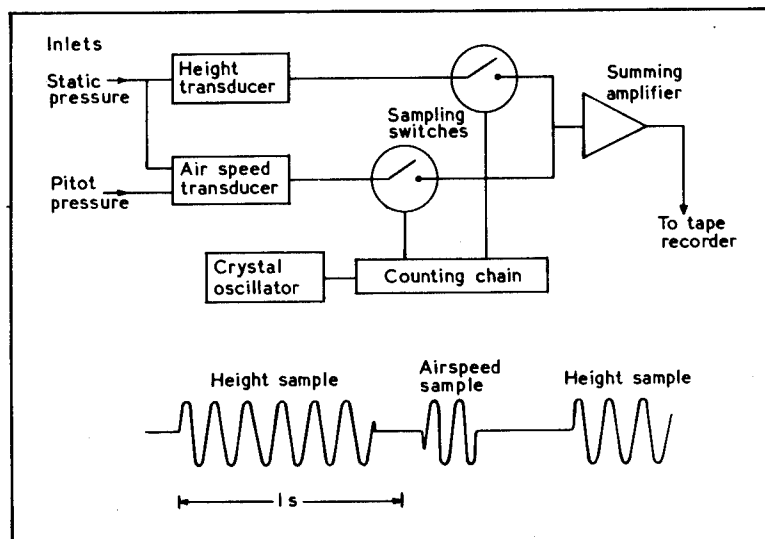 Inlets
Static
pressure
Height
transducer
Summing
amplifier
Sampling
switches
Pitot
pressure
Air speed
transducer
To tape
recorder
Crystal
oscillator
Counting chain
Height sample
Airspeed
sample
Height sample
1s